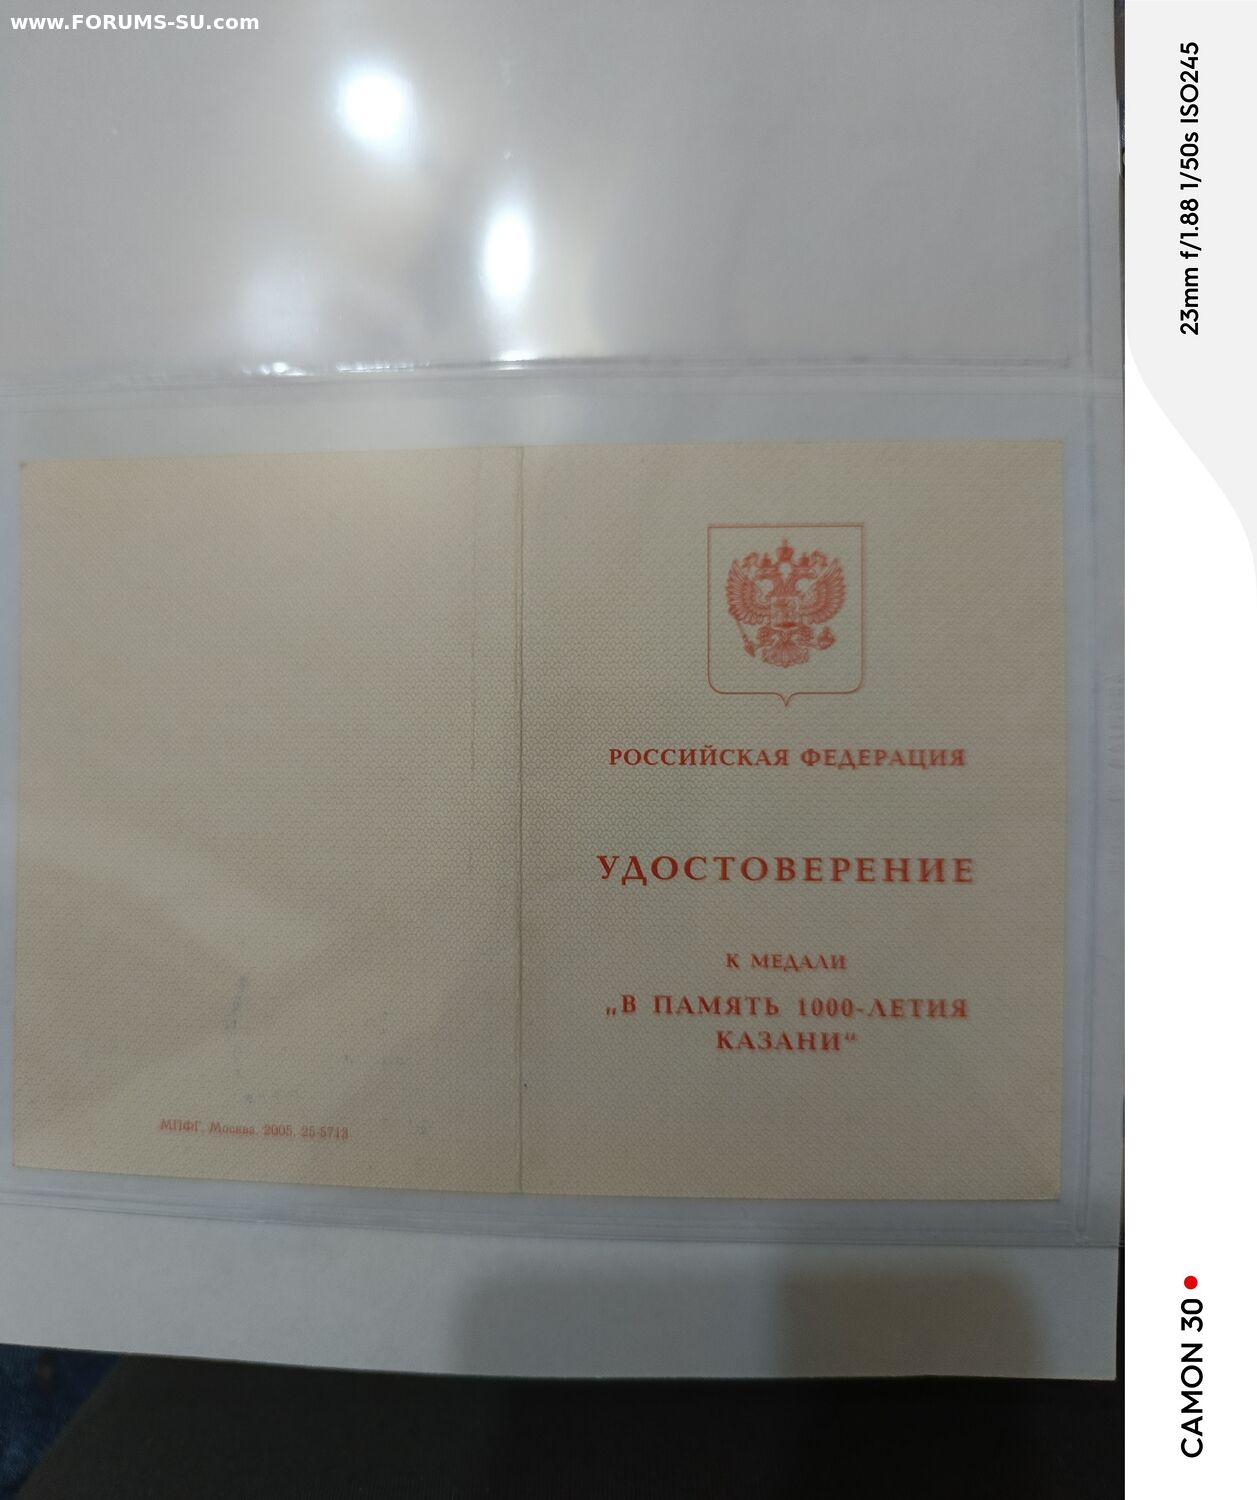 www.FORUMS-SU.com
23mm f/1.88 1/50s ISO245
РОССИЙСКАЯ ФЕДЕРАЦИЯ
УДОСТОВЕРЕНИЕ
К МЕДАЛИ
„В ПАМЯТЬ 1000-ЛЕТИЯ
КАЗАНИ“
МПФГ. Москва. 2005. 25-5713
CAMON 30